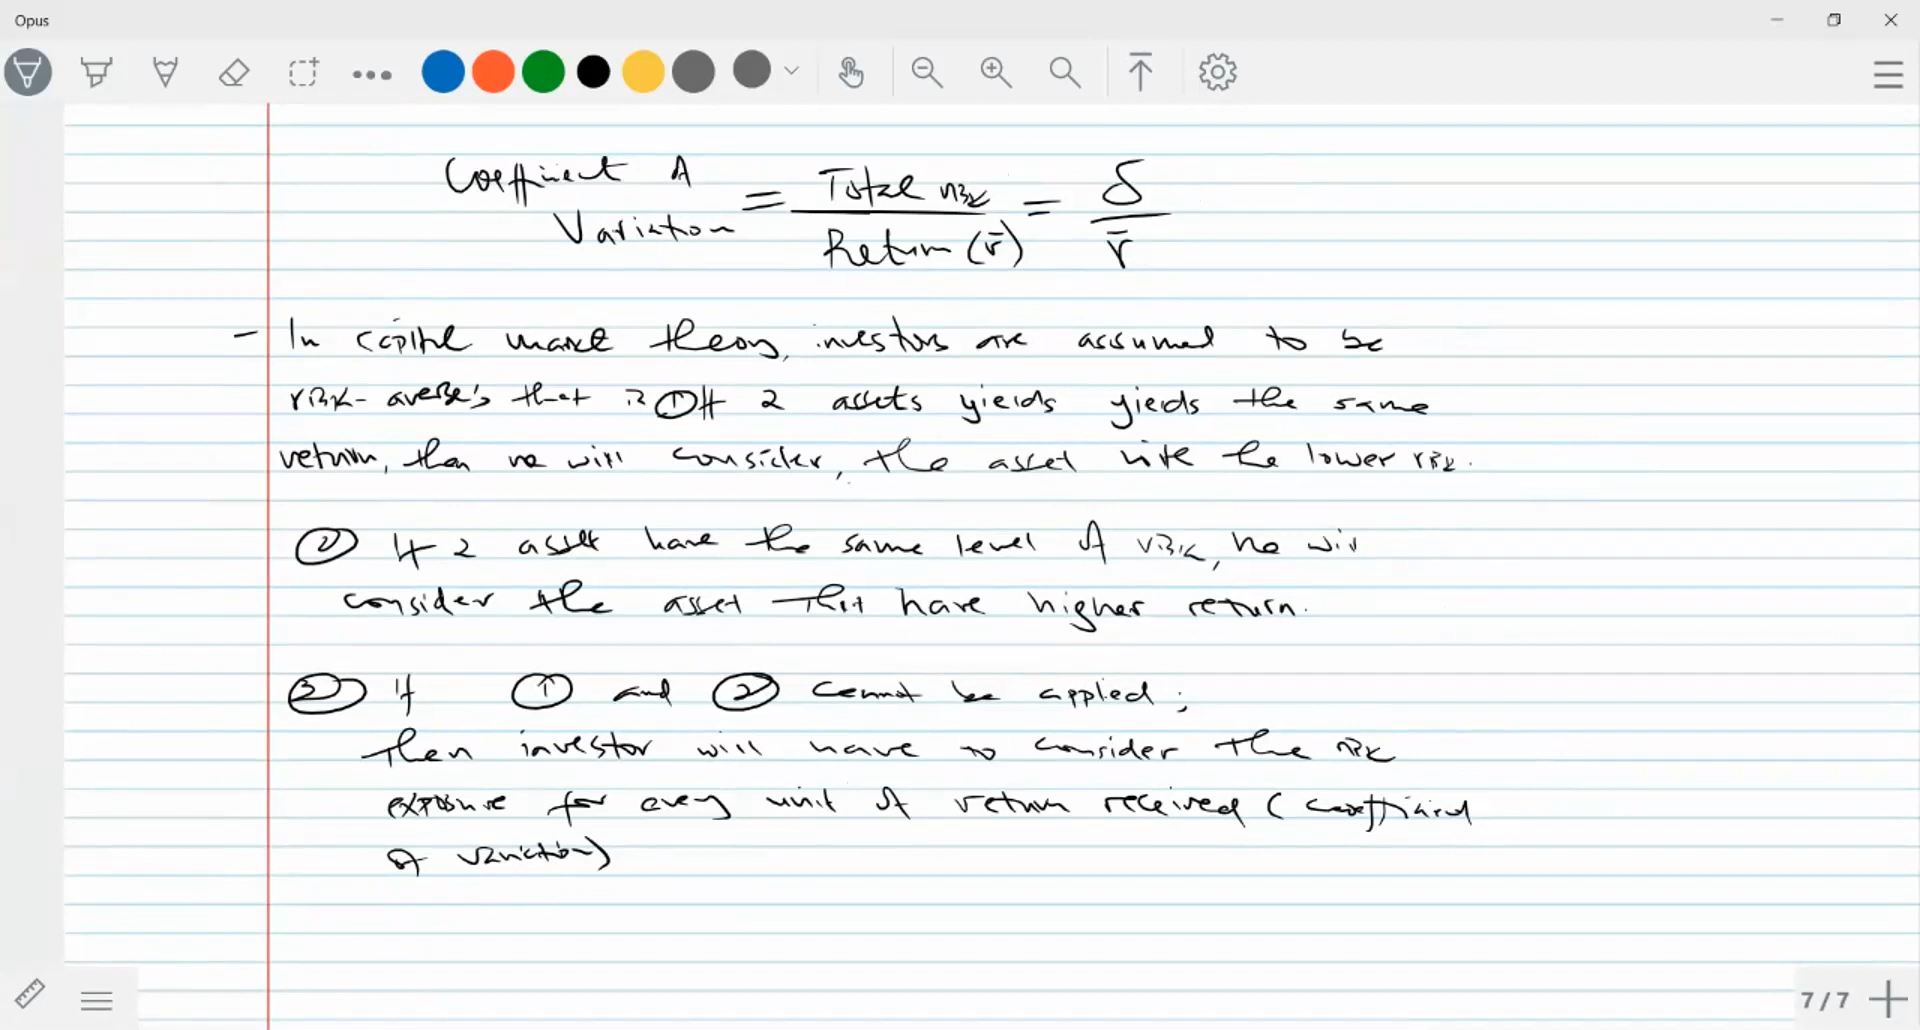 Opus
Coefficient of
Variation = Total risk / Return (r̄) = δ / r̄
- In capital market theory, investors are assumed to be
risk-averse; that is ① If 2 assets yields yields the same
return, then he will consider, the asset with the lower risk.
② If 2 asset have the same level of risk, he will
consider the asset that have higher return.
③ If ① and ② cannot be applied;
Then investor will have to consider the risk
exposure for every unit of return received (coefficient
of variation)
7 / 7